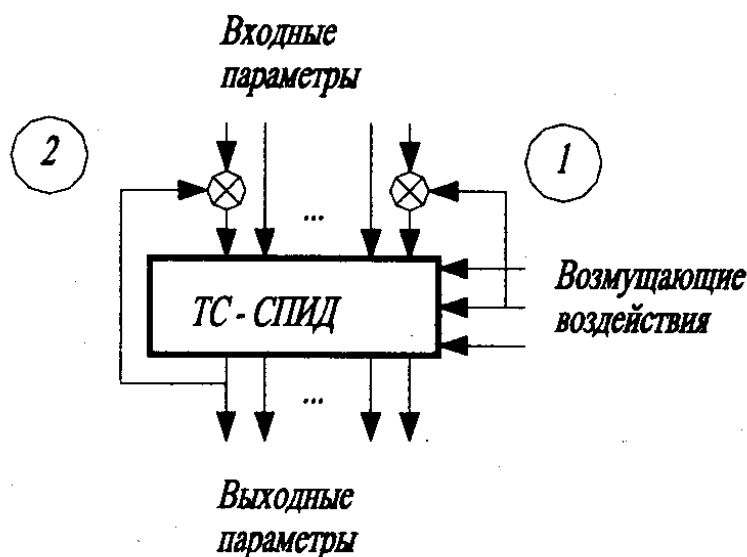 Входные
параметры
2
1
...
ТС - СПИД
Возмущающие
воздействия
...
Выходные
параметры